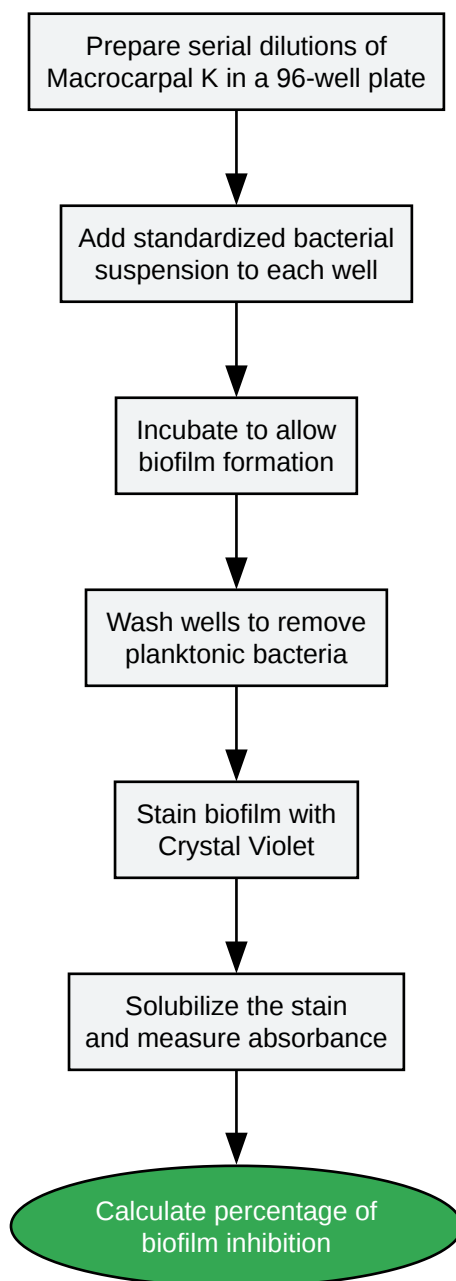 Prepare serial dilutions of
Macrocarpal K in a 96-well plate
Add standardized bacterial
suspension to each well
Incubate to allow
biofilm formation
Wash wells to remove
planktonic bacteria
Stain biofilm with
Crystal Violet
Solubilize the stain
and measure absorbance
Calculate percentage of
biofilm inhibition